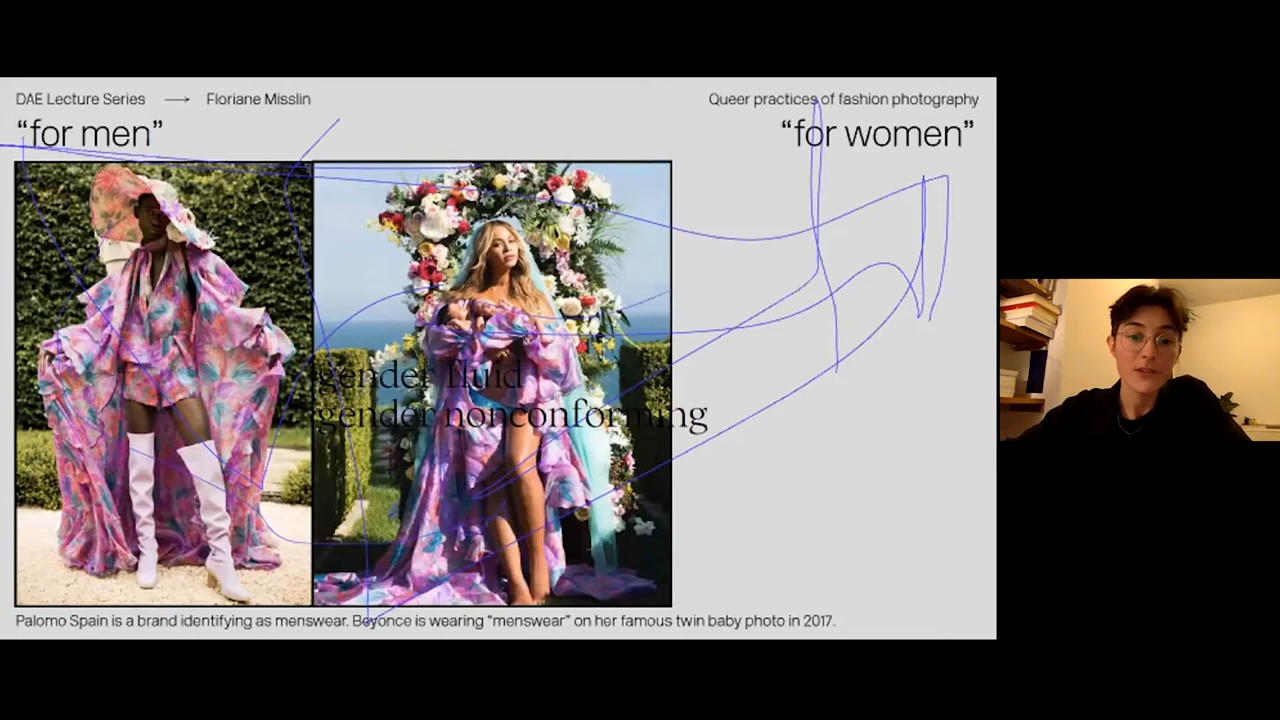 DAE Lecture Series → Floriane Misslin
Queer practices of fashion photography
“for men”
“for women”
gender fluid
gender nonconforming
Palomo Spain is a brand identifying as menswear. Beyonce is wearing “menswear” on her famous twin baby photo in 2017.